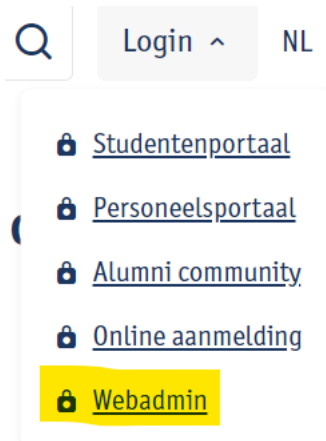 Login NL
Studentenportaal
Personeelsportaal
Alumni community
Online aanmelding
Webadmin